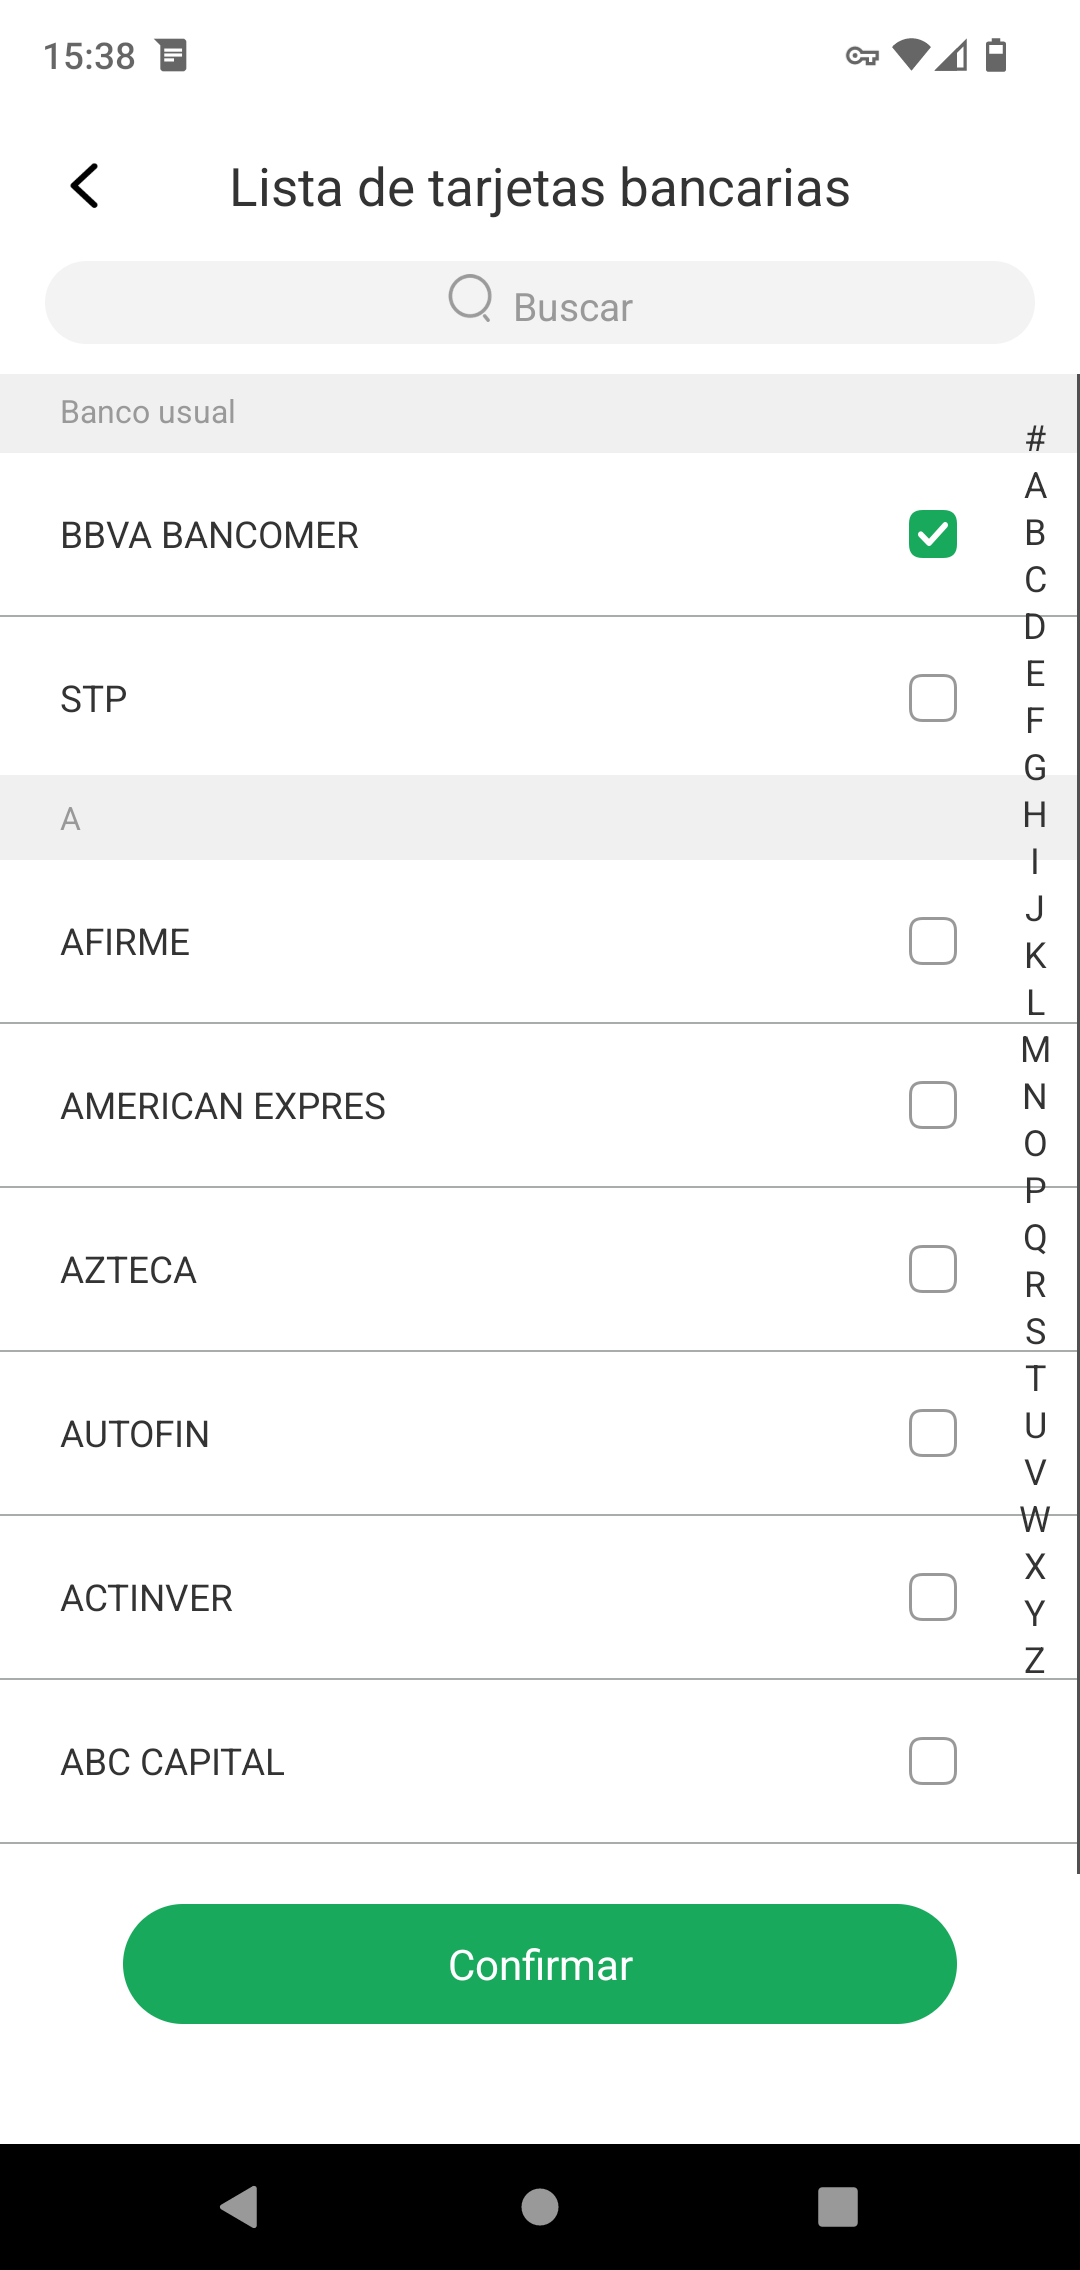 15:38
Lista de tarjetas bancarias
Buscar
Banco usual
BBVA BANCOMER
STP
A
AFIRME
AMERICAN EXPRES
AZTECA
AUTOFIN
ACTINVER
ABC CAPITAL
#
A
B
C
D
E
F
G
H
I
J
K
L
M
N
O
P
Q
R
S
T
U
V
W
X
Y
Z
Confirmar